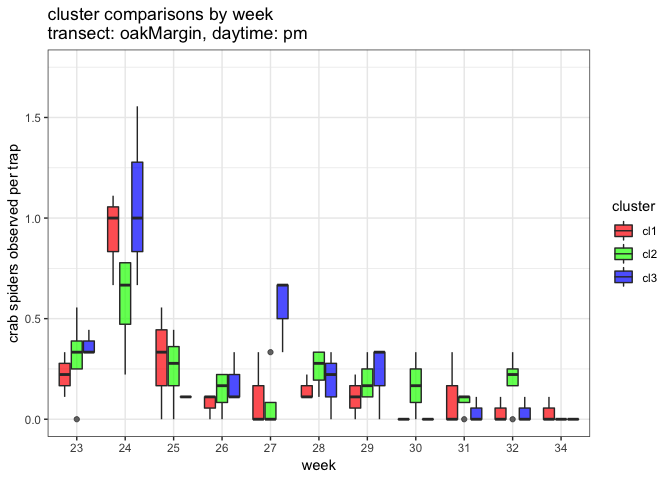 cluster comparisons by week
transect: oakMargin, daytime: pm
crab spiders observed per trap
1.5
1.0
0.5
0.0
23 24 25 26 27 28 29 30 31 32 34
week
cluster
cl1
cl2
cl3